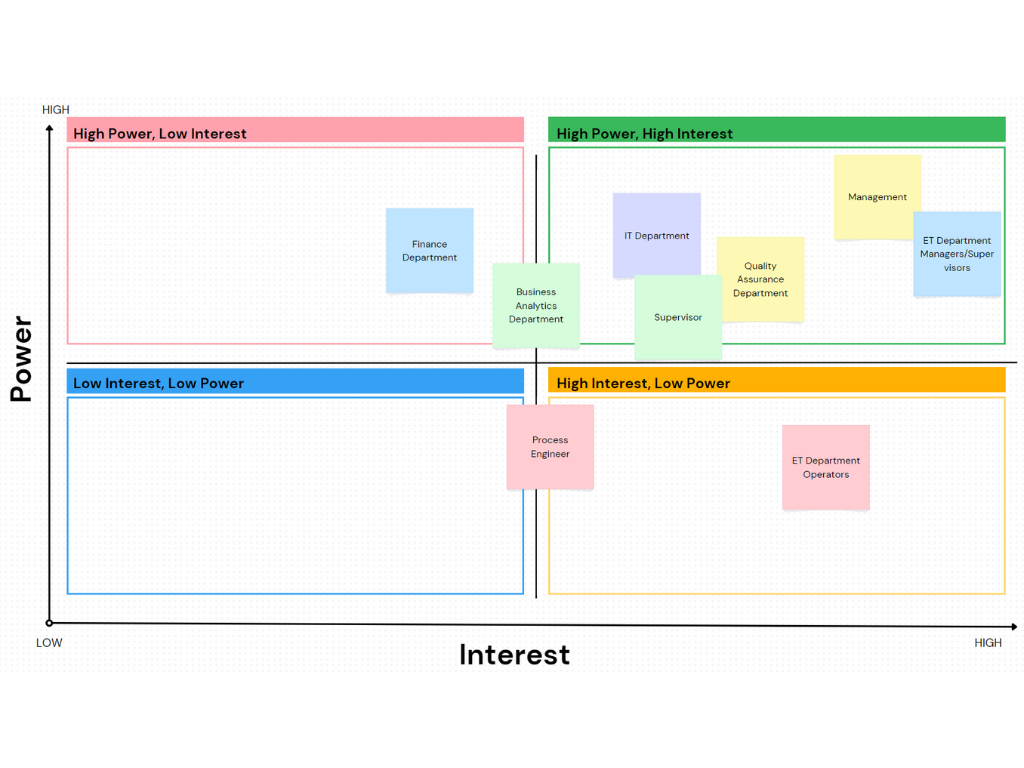 HIGH
High Power, Low Interest
High Power, High Interest
Management
IT Department
Finance
Department
ET Department
Managers/Super
visors
Quality
Assurance
Department
Business
Analytics
Department
Supervisor
Power
Low Interest, Low Power
High Interest, Low Power
Process
Engineer
ET Department
Operators
LOW
Interest
HIGH